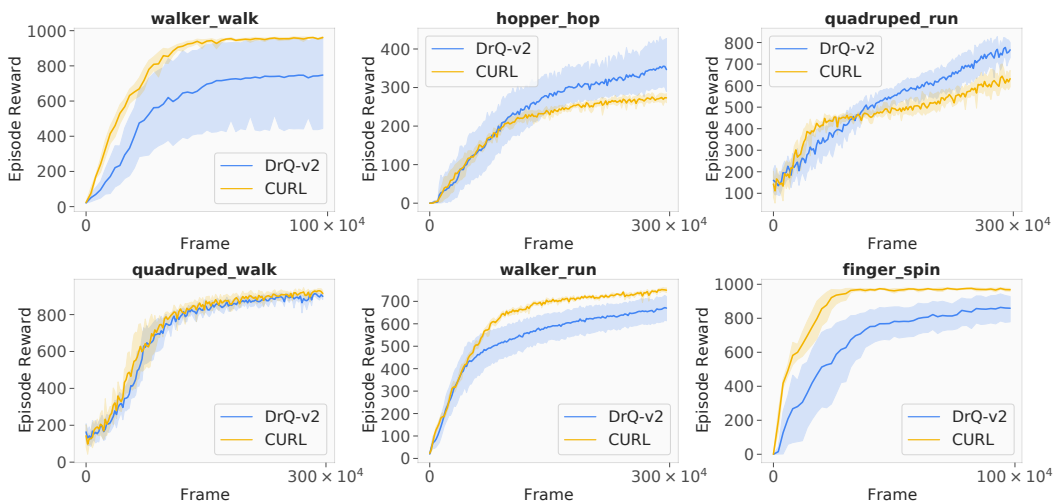 walker_walk
1000
800
600
400
200
0
Episode Reward
DrQ-v2
CURL
0
100 × 10⁴
Frame
hopper_hop
400
300
200
100
0
Episode Reward
DrQ-v2
CURL
0
300 × 10⁴
Frame
quadruped_run
800
700
600
500
400
300
200
100
Episode Reward
DrQ-v2
CURL
0
300 × 10⁴
Frame
quadruped_walk
800
600
400
200
0
Episode Reward
DrQ-v2
CURL
0
300 × 10⁴
Frame
walker_run
700
600
500
400
300
200
100
0
Episode Reward
DrQ-v2
CURL
0
300 × 10⁴
Frame
finger_spin
1000
800
600
400
200
0
Episode Reward
DrQ-v2
CURL
0
100 × 10⁴
Frame